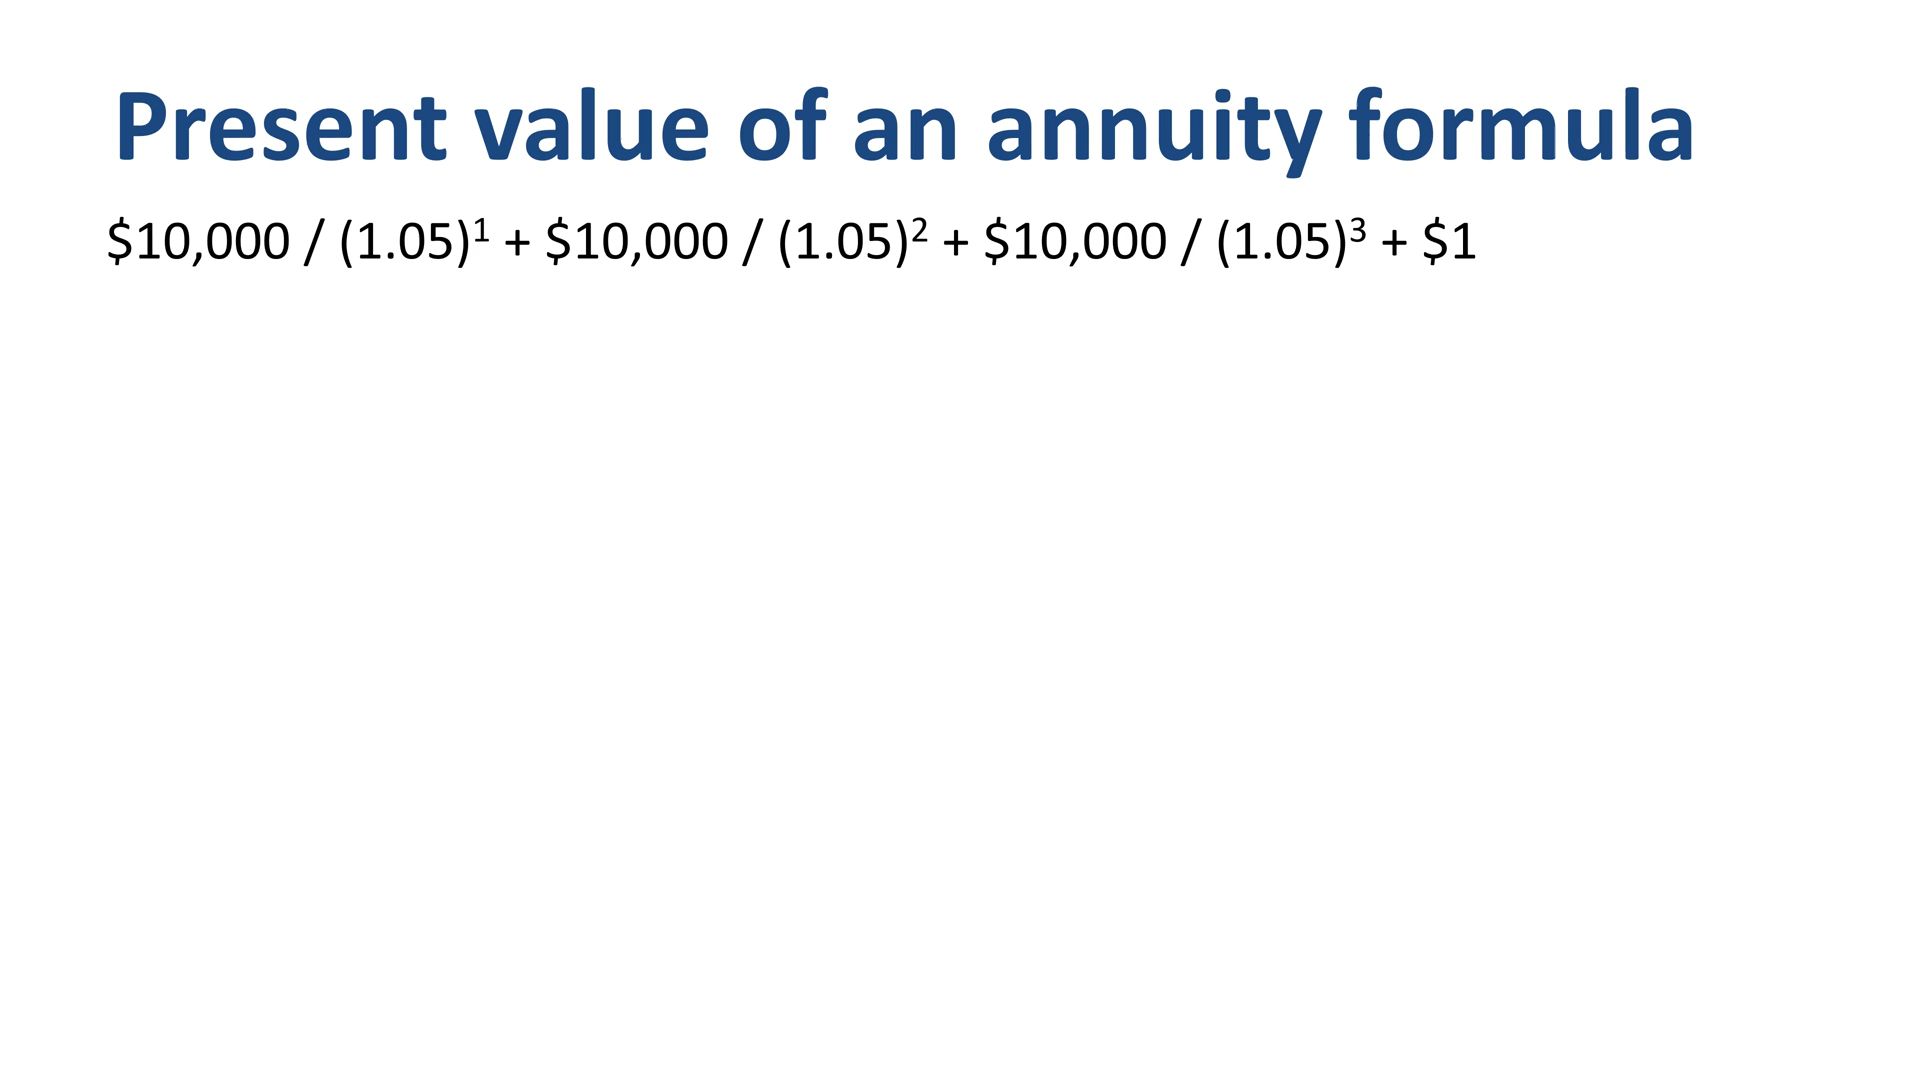 Present value of an annuity formula
$10,000 / (1.05)¹ + $10,000 / (1.05)² + $10,000 / (1.05)³ + $1